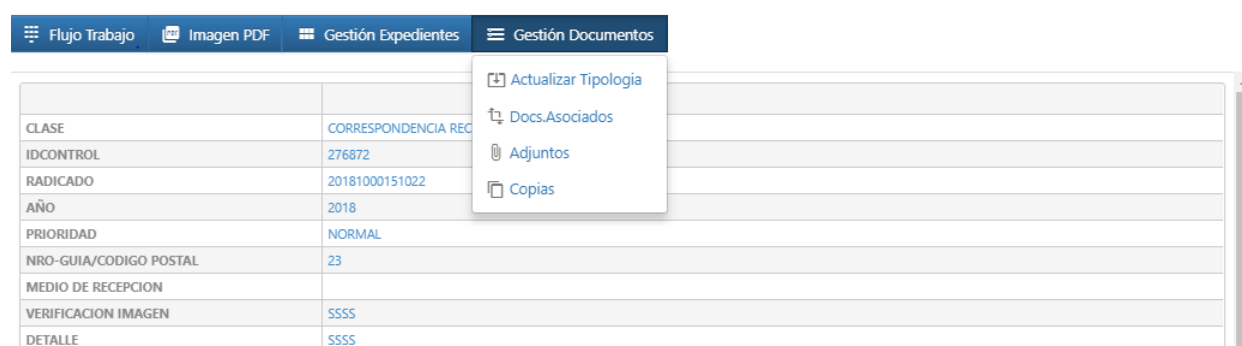 Flujo Trabajo Imagen PDF Gestión Expedientes Gestión Documentos
Actualizar Tipologia
Docs.Asociados
Adjuntos
Copias
CLASE CORRESPONDENCIA REC
IDCONTROL 276872
RADICADO 20181000151022
AÑO 2018
PRIORIDAD NORMAL
NRO-GUIA/CODIGO POSTAL 23
MEDIO DE RECEPCION
VERIFICACION IMAGEN SSSS
DETALLE SSSS